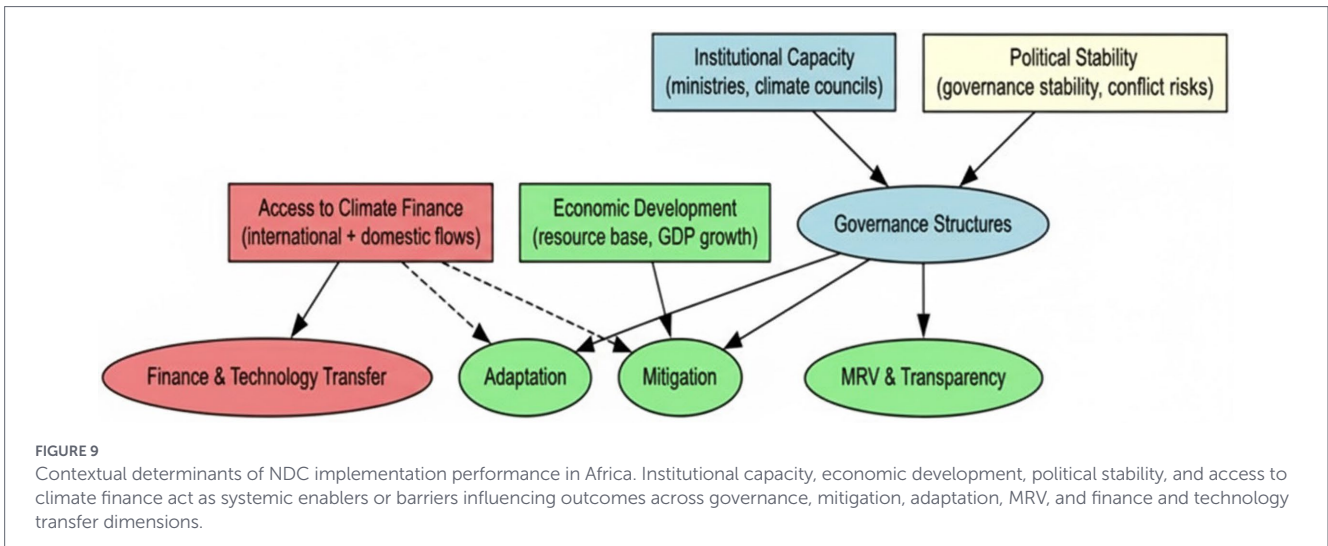 Institutional Capacity
(ministries, climate councils)
Political Stability
(governance stability, conflict risks)
Access to Climate Finance
(international + domestic flows)
Economic Development
(resource base, GDP growth)
Governance Structures
Finance & Technology Transfer
Adaptation
Mitigation
MRV & Transparency
FIGURE 9
Contextual determinants of NDC implementation performance in Africa. Institutional capacity, economic development, political stability, and access to
climate finance act as systemic enablers or barriers influencing outcomes across governance, mitigation, adaptation, MRV, and finance and technology
transfer dimensions.